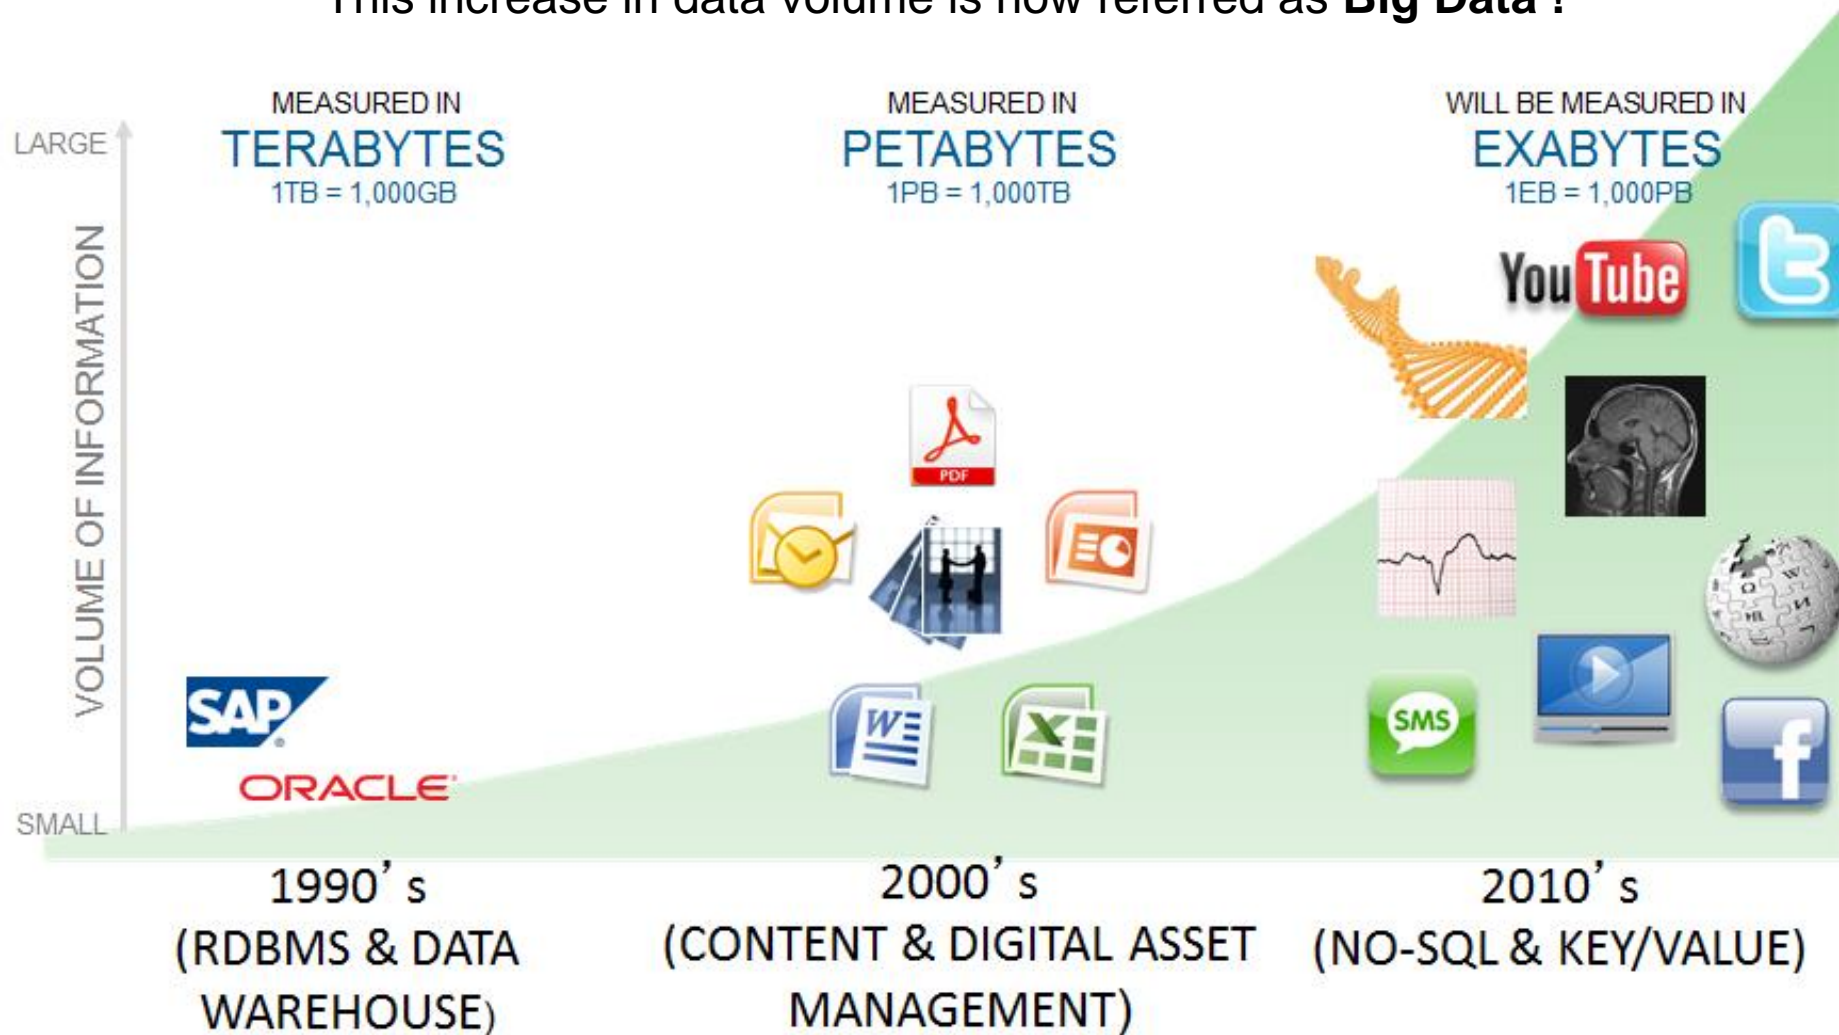 This increase in data volume is now referred as Big Data !
MEASURED IN
TERABYTES
1TB = 1,000GB
MEASURED IN
PETABYTES
1PB = 1,000TB
WILL BE MEASURED IN
EXABYTES
1EB = 1,000PB
LARGE
VOLUME OF INFORMATION
SMALL
YouTube
PDF
SAP
ORACLE
W
X
SMS
f
1990's
(RDBMS & DATA
WAREHOUSE)
2000's
(CONTENT & DIGITAL ASSET
MANAGEMENT)
2010's
(NO-SQL & KEY/VALUE)